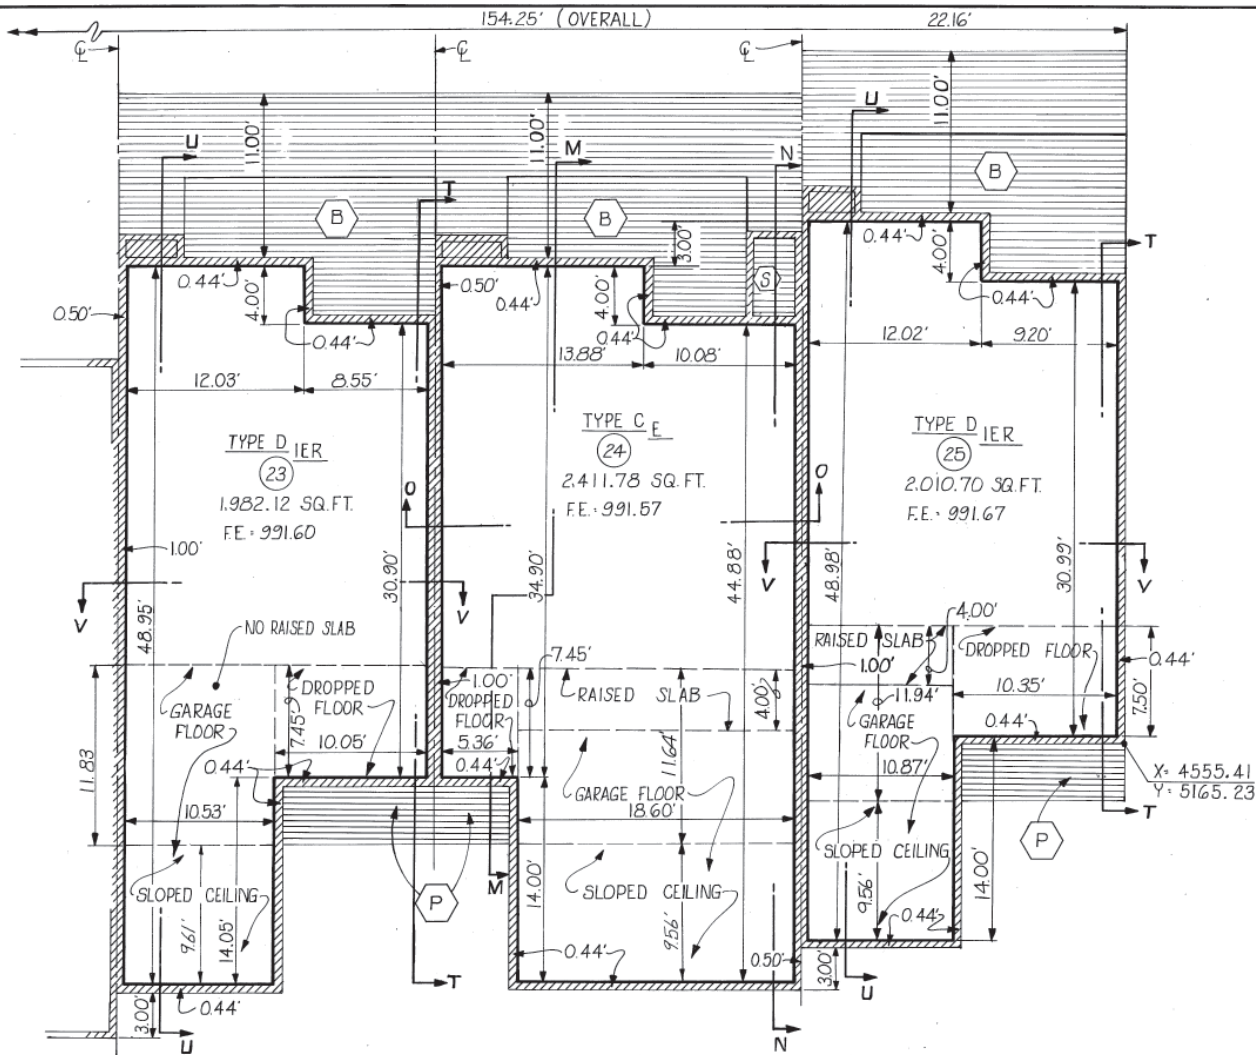 154.25' (OVERALL)
22.16'
℄
℄
℄
11.00'
11.00'
11.00'
U
U
M
N
T
B
B
B
S
3.00'
0.44'
4.00'
T
0.44'
0.50'
0.44'
4.00'
0.44'
0.50'
0.44'
4.00'
0.44'
12.03'
8.55'
13.88'
10.08'
12.02'
9.20'
TYPE D IER
23
1,982.12 SQ. FT.
F.E. = 991.60
TYPE C E
24
2,411.78 SQ. FT.
F.E. = 991.57
TYPE D IER
25
2,010.70 SQ. FT.
F.E. = 991.67
O
O
1.00'
V
V
V
V
48.95'
30.90'
34.90'
44.88'
48.98'
30.99'
NO RAISED SLAB
4.00'
RAISED SLAB
DROPPED FLOOR
11.94'
1.00'
0.44'
10.35'
7.50'
7.45'
1.00'
DROPPED FLOOR
RAISED SLAB
4.00'
DROPPED FLOOR
7.45'
GARAGE FLOOR
11.83
10.05'
5.36'
0.44'
11.64'
GARAGE FLOOR
0.44'
10.87'
0.44'
X= 4555.41
Y= 5165.23
10.53'
GARAGE FLOOR
18.60'
P
P
T
SLOPED CEILING
9.61'
14.05'
M
14.00'
SLOPED CEILING
9.56'
SLOPED CEILING
9.56'
14.00'
0.44'
0.44'
0.50'
3.00'
T
U
0.44'
3.00'
U
N